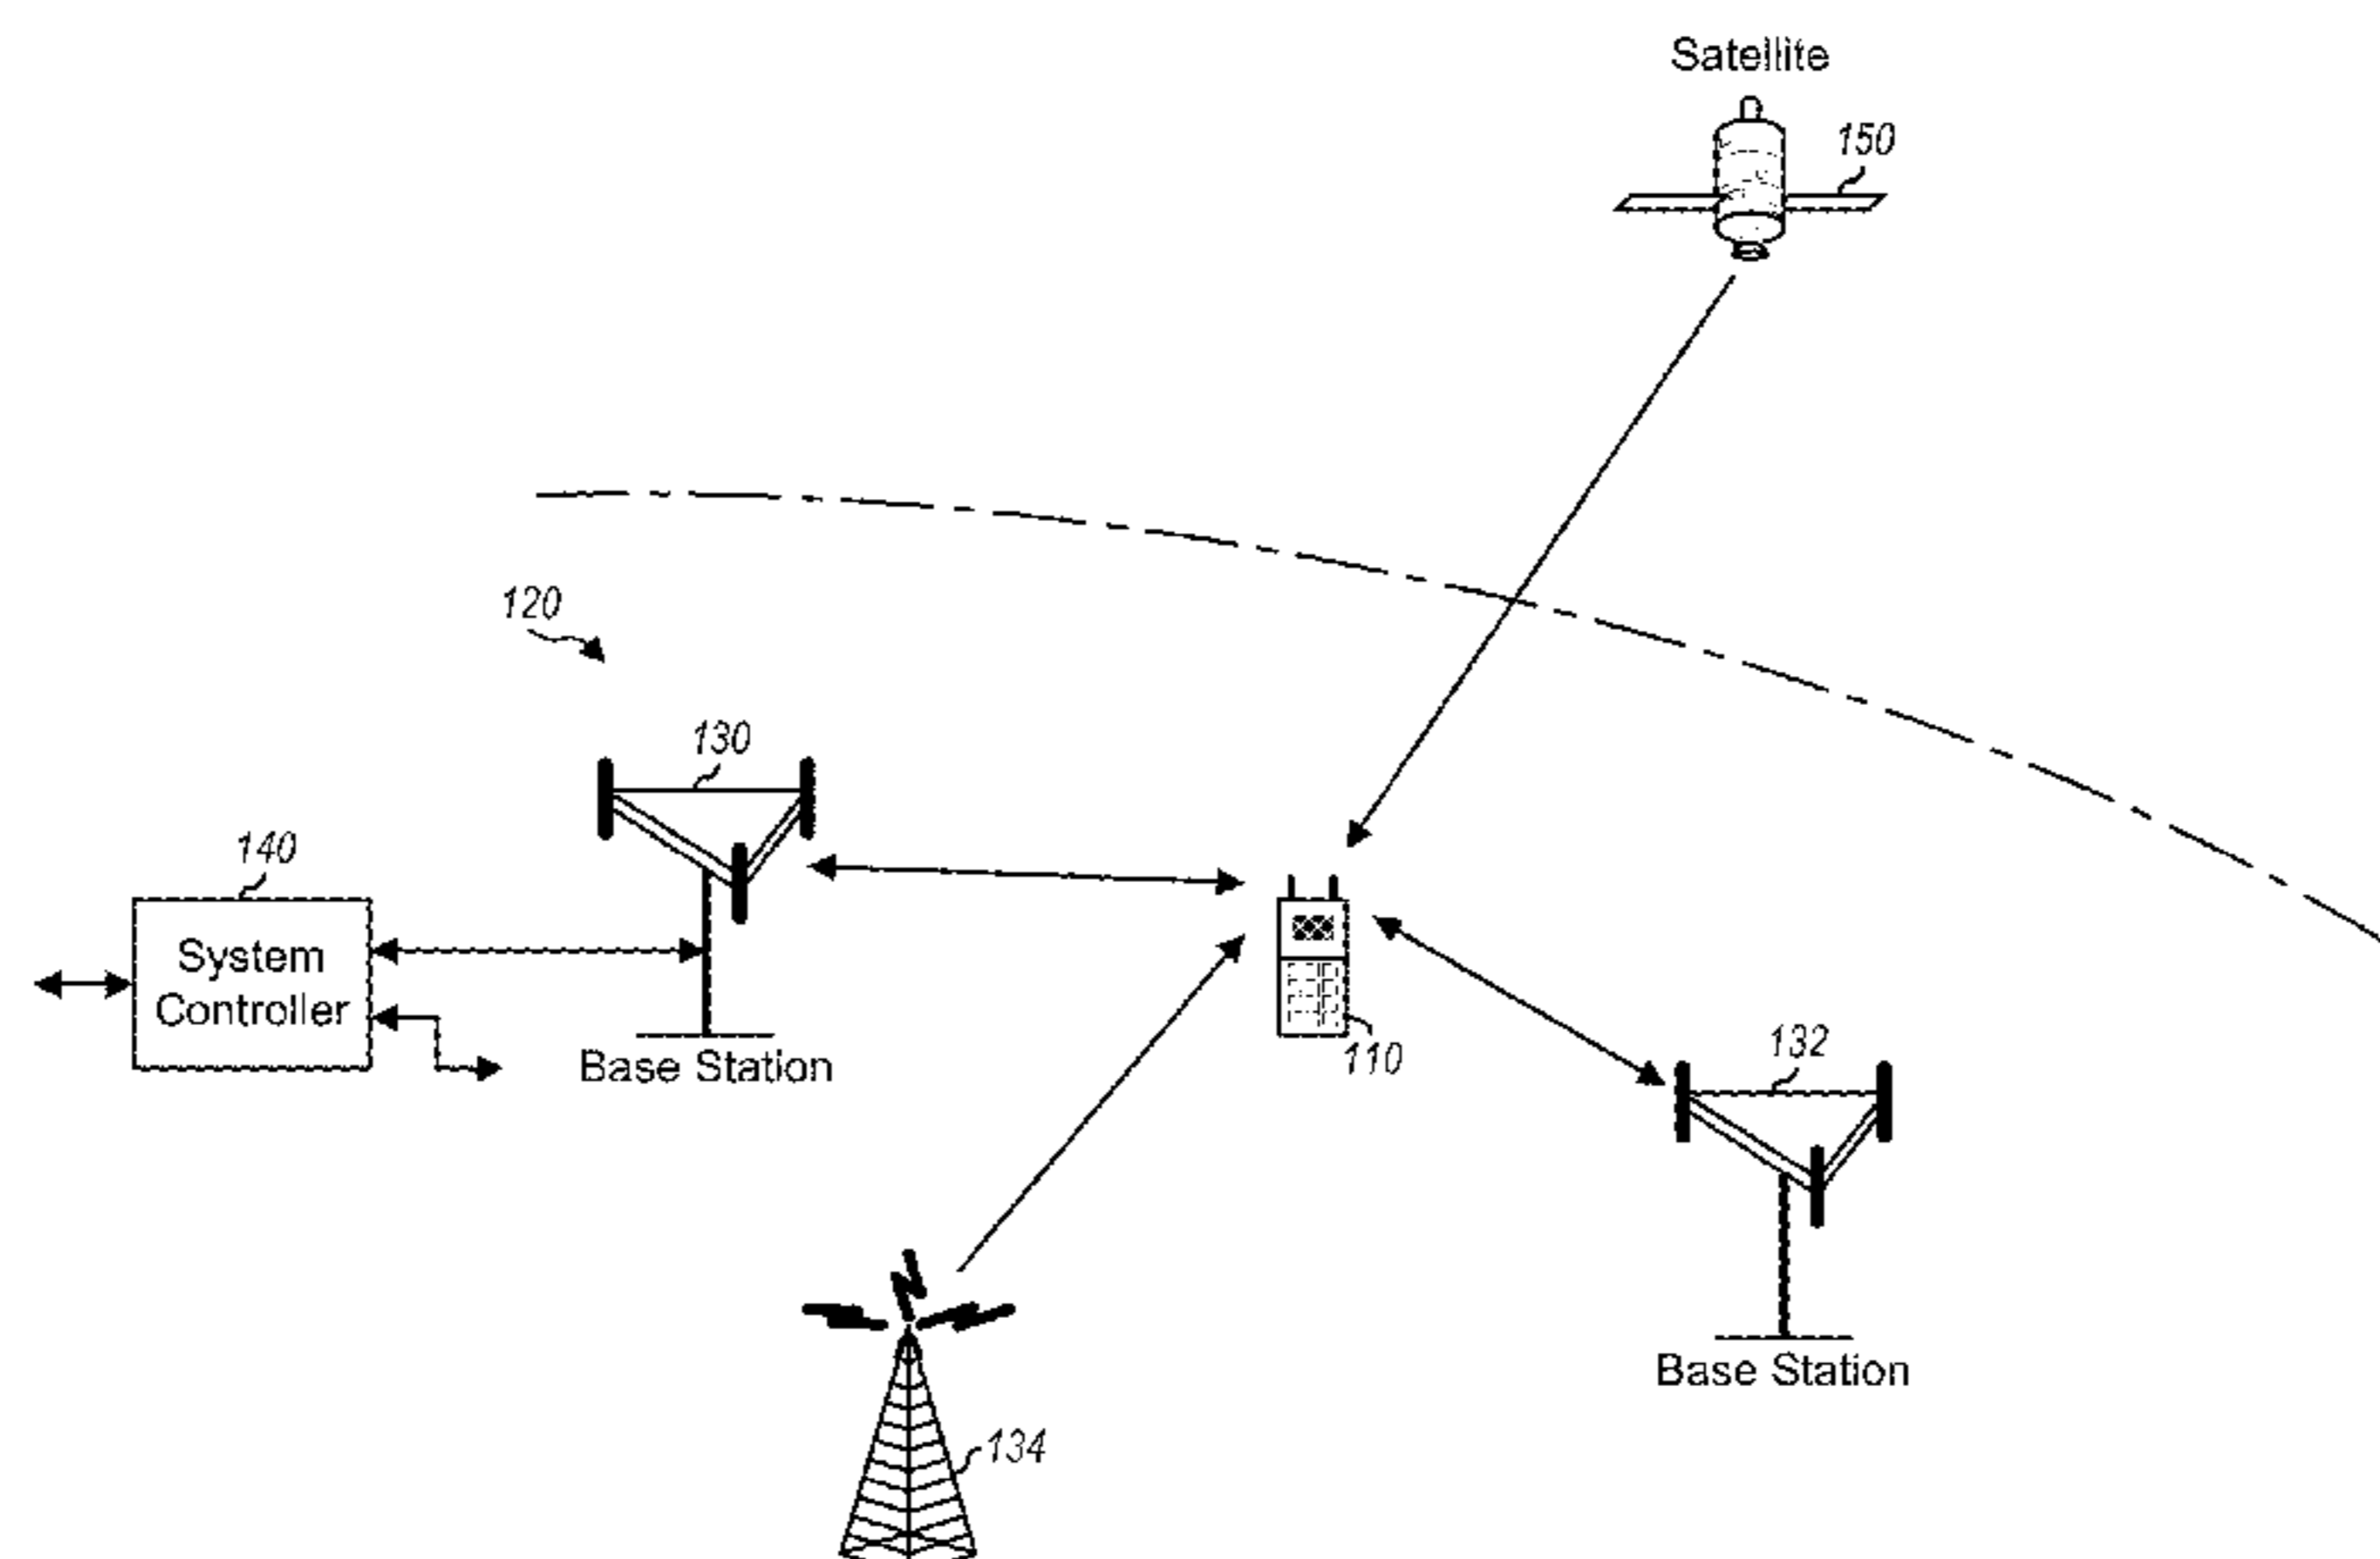 Satellite
150
120
130
140
System
Controller
Base Station
110
132
Base Station
134